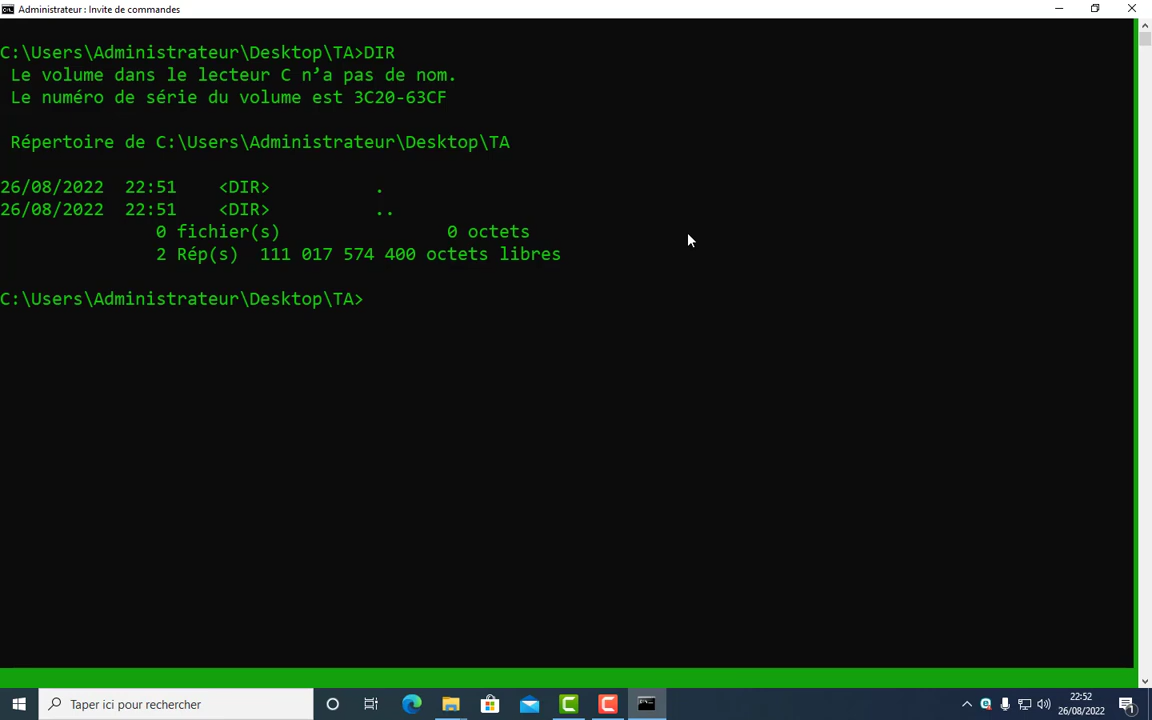 Administrateur : Invite de commandes
C:\Users\Administrateur\Desktop\TA>DIR
Le volume dans le lecteur C n’a pas de nom.
Le numéro de série du volume est 3C20-63CF
Répertoire de C:\Users\Administrateur\Desktop\TA
26/08/2022  22:51    <DIR>          .
26/08/2022  22:51    <DIR>          ..
0 fichier(s)                0 octets
2 Rép(s)  111 017 574 400 octets libres
C:\Users\Administrateur\Desktop\TA>
Taper ici pour rechercher
22:52
26/08/2022
1